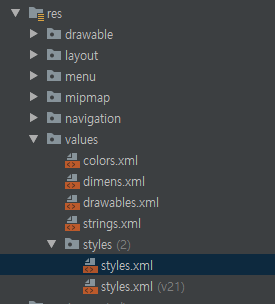 res
drawable
layout
menu
mipmap
navigation
values
colors.xml
dimens.xml
drawables.xml
strings.xml
styles (2)
styles.xml
styles.xml (v21)